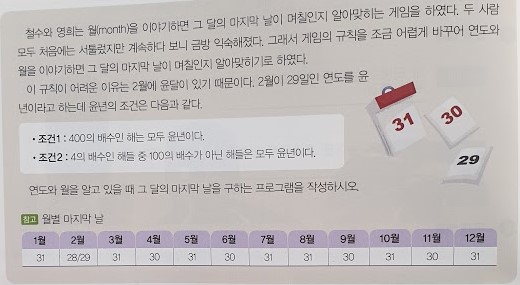 철수와 영희는 월(month)을 이야기하면 그 달의 마지막 날이 며칠인지 알아맞히는 게임을 하였다. 두 사람
모두 처음에는 서툴렀지만 계속하다 보니 금방 익숙해졌다. 그래서 게임의 규칙을 조금 어렵게 바꾸어 연도와
월을 이야기하면 그 달의 마지막 날이 며칠인지 알아맞히기로 하였다.
이 규칙이 어려운 이유는 2월에 윤달이 있기 때문이다. 2월이 29일인 연도를 윤
년이라고 하는데 윤년의 조건은 다음과 같다.
• 조건1 : 400의 배수인 해는 모두 윤년이다.
• 조건2 : 4의 배수인 해들 중 100의 배수가 아닌 해들은 모두 윤년이다.
31
30
29
연도와 월을 알고 있을 때 그 달의 마지막 날을 구하는 프로그램을 작성하시오.
참고 월별 마지막 날
1월 2월 3월 4월 5월 6월 7월 8월 9월 10월 11월 12월
31 28/29 31 30 31 30 31 31 30 31 30 31